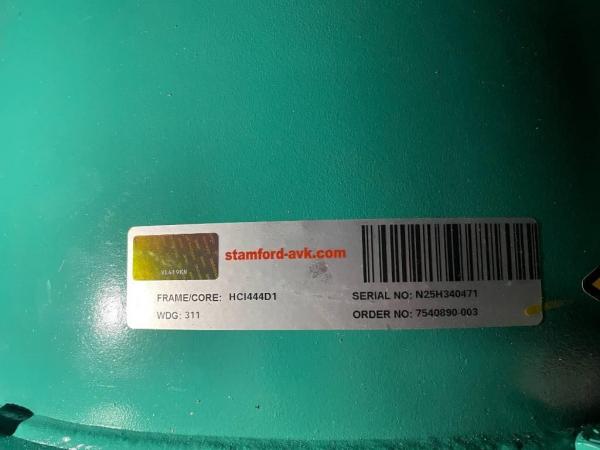 stamford-avk.com
FRAME/CORE: HCI444D1
SERIAL NO: N25H340471
WDG: 311
ORDER NO: 7540890-003